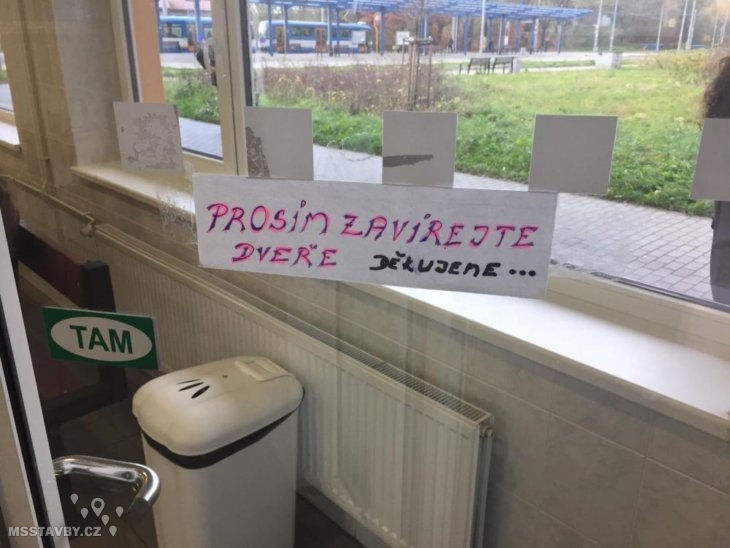 PROSÍM ZAVÍREJTE
DVEŘE DĚKUJEME...
TAM
MSSTAVBY.CZ